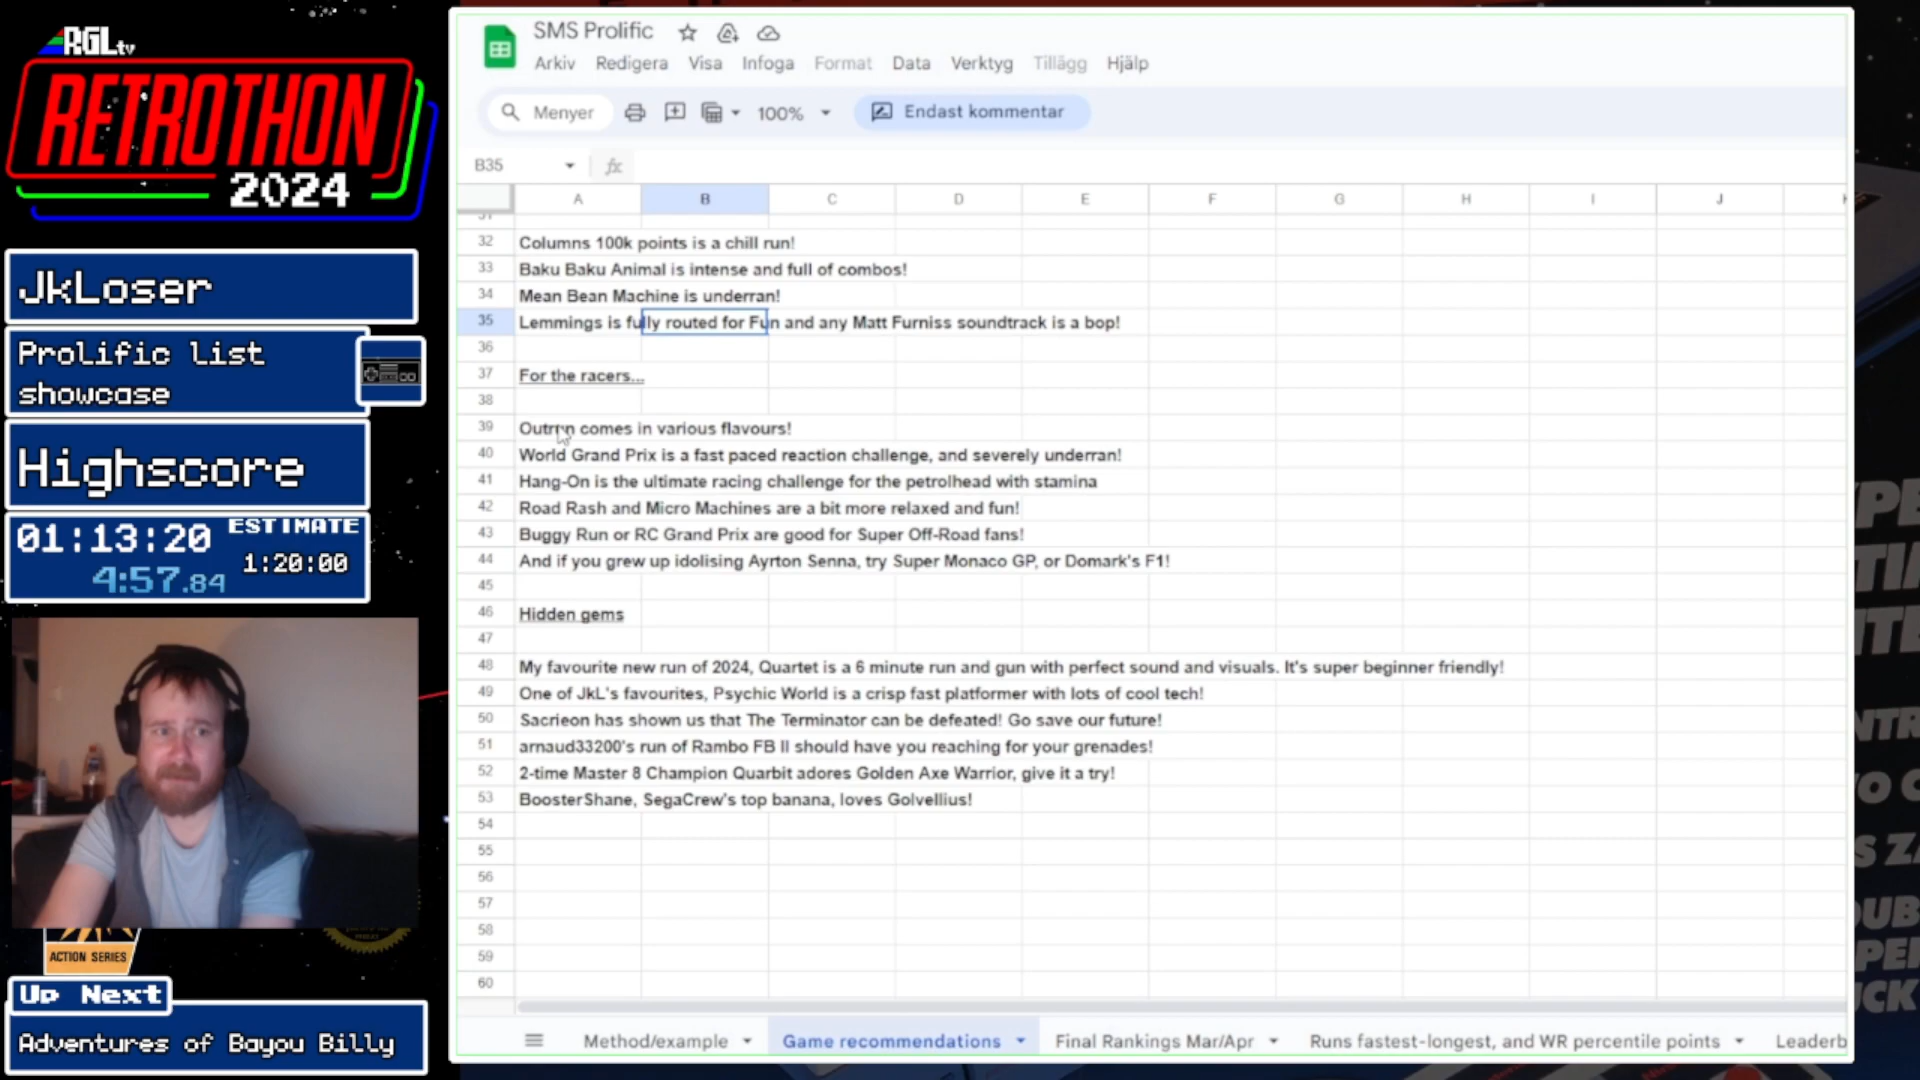 RGLtv
RETROTHON
2024
JkLoser
Prolific list
showcase
Highscore
01:13:20
ESTIMATE
4:57.84
1:20:00
ACTION SERIES
Up Next
Adventures of Bayou Billy
SMS Prolific
Arkiv Redigera Visa Infoga Format Data Verktyg Tillägg Hjälp
Menyer 100% Endast kommentar
B35 fx
A B C D E F G H I J
32 Columns 100k points is a chill run!
33 Baku Baku Animal is intense and full of combos!
34 Mean Bean Machine is underran!
35 Lemmings is fully routed for Fun and any Matt Furniss soundtrack is a bop!
36
37 For the racers...
38
39 Outrun comes in various flavours!
40 World Grand Prix is a fast paced reaction challenge, and severely underran!
41 Hang-On is the ultimate racing challenge for the petrolhead with stamina
42 Road Rash and Micro Machines are a bit more relaxed and fun!
43 Buggy Run or RC Grand Prix are good for Super Off-Road fans!
44 And if you grew up idolising Ayrton Senna, try Super Monaco GP, or Domark's F1!
45
46 Hidden gems
47
48 My favourite new run of 2024, Quartet is a 6 minute run and gun with perfect sound and visuals. It's super beginner friendly!
49 One of JkL's favourites, Psychic World is a crisp fast platformer with lots of cool tech!
50 Sacrieon has shown us that The Terminator can be defeated! Go save our future!
51 arnaud33200's run of Rambo FB II should have you reaching for your grenades!
52 2-time Master 8 Champion Quarbit adores Golden Axe Warrior, give it a try!
53 BoosterShane, SegaCrew's top banana, loves Golvellius!
54
55
56
57
58
59
60
Method/example Game recommendations Final Rankings Mar/Apr Runs fastest-longest, and WR percentile points Leaderb